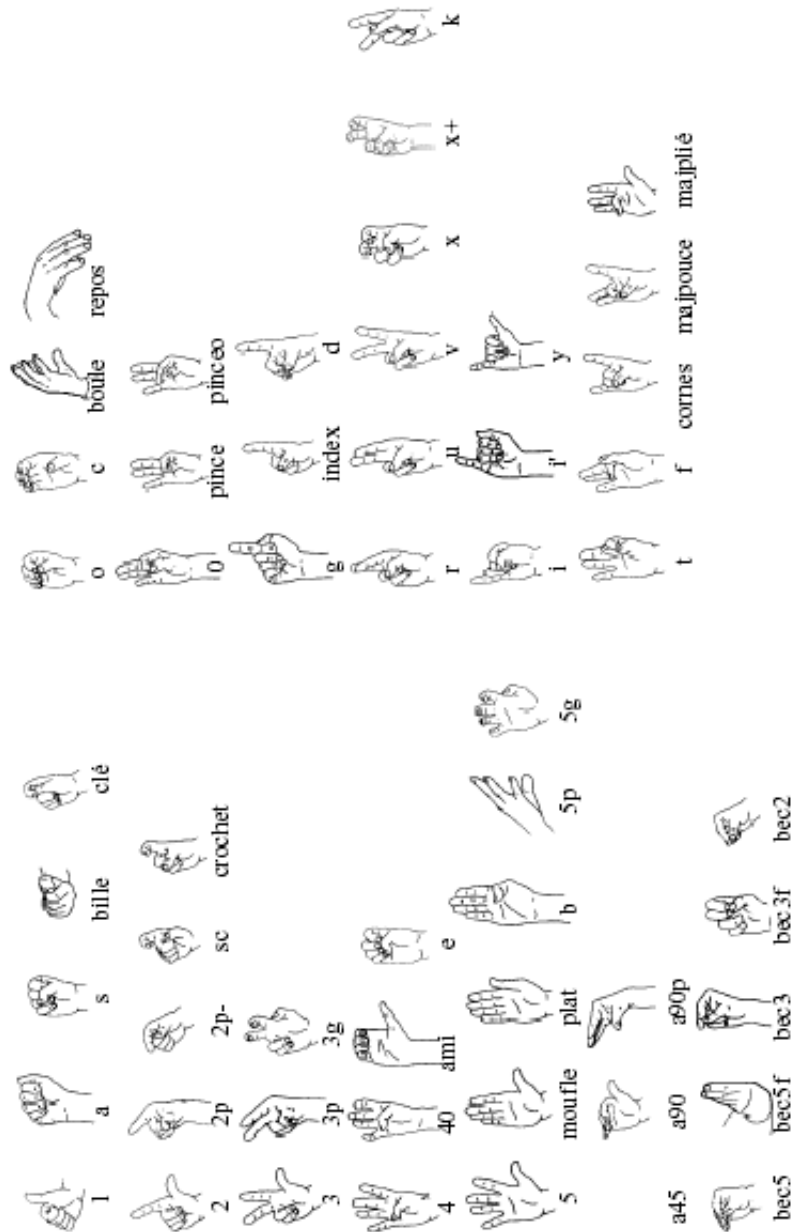 1 a s bille clé o c boule repos
2 2p 2p- sc crochet 0 pince pinceo
3 3p 3g g index d
4 40 ami e r u v x x+ k
5 moufle plat b 5p 5g i i' y
a45 a90 a90p t f cornes majpouce majplié
bec5 bec5f bec3 bec3f bec2